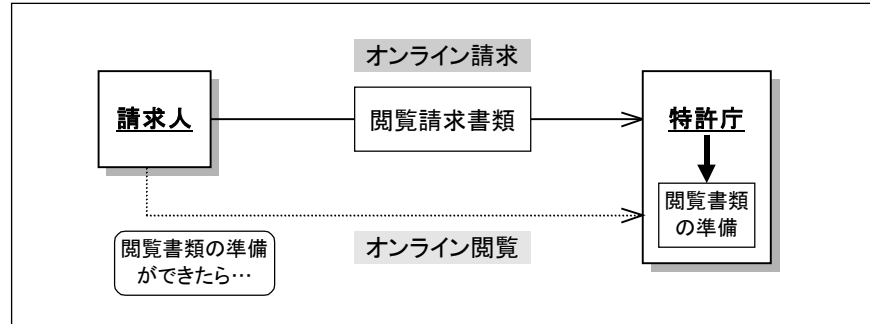 オンライン請求
請求人
閲覧請求書類
特許庁
閲覧書類
の準備
閲覧書類の準備
ができたら…
オンライン閲覧